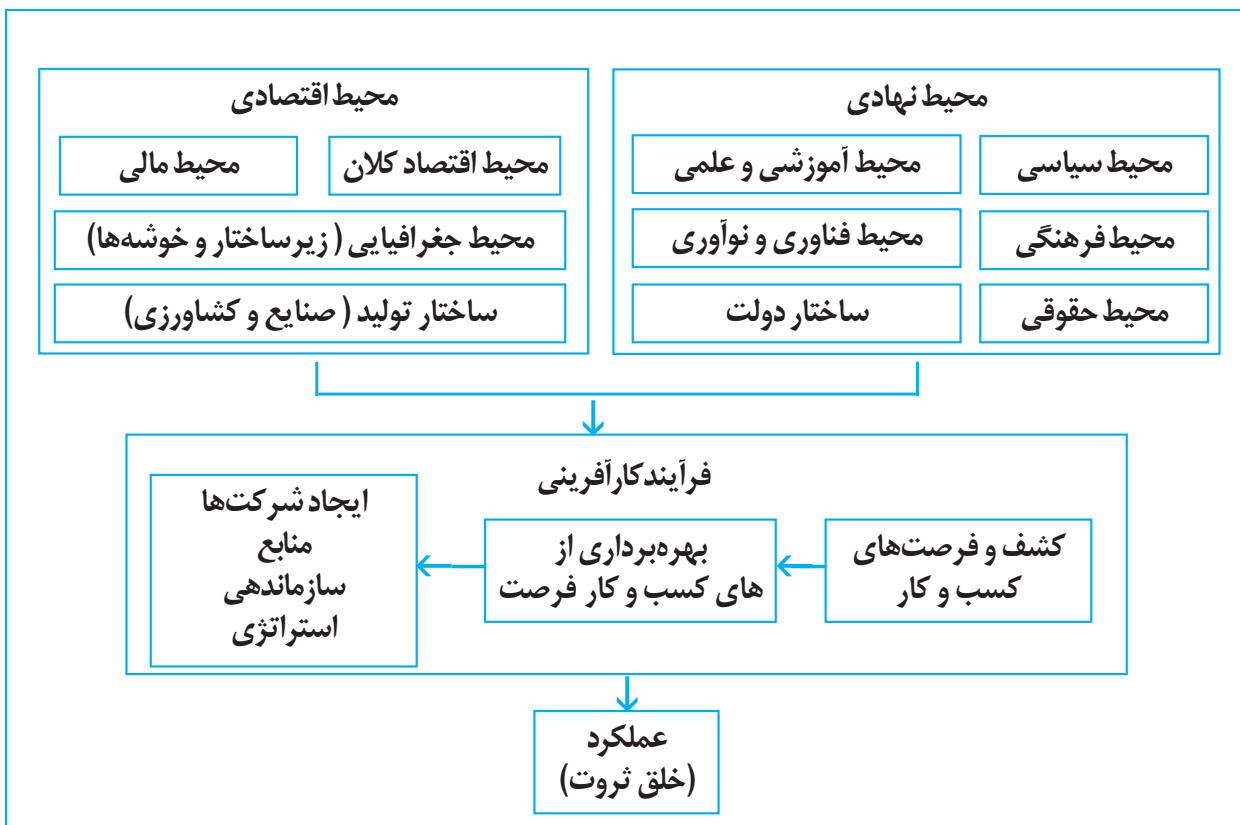 محیط نهادی
محیط سیاسی
محیط آموزشی و علمی
محیط فرهنگی
محیط فناوری و نوآوری
محیط حقوقی
ساختار دولت
محیط اقتصادی
محیط اقتصاد کلان
محیط مالی
محیط جغرافیایی ( زیرساختار و خوشه‌ها)
ساختار تولید ( صنایع و کشاورزی)
فرآیندکارآفرینی
کشف و فرصت‌های
کسب و کار
بهره‌برداری از
های کسب و کار فرصت
ایجاد شرکت‌ها
منابع
سازماندهی
استراتژی
عملکرد
(خلق ثروت)